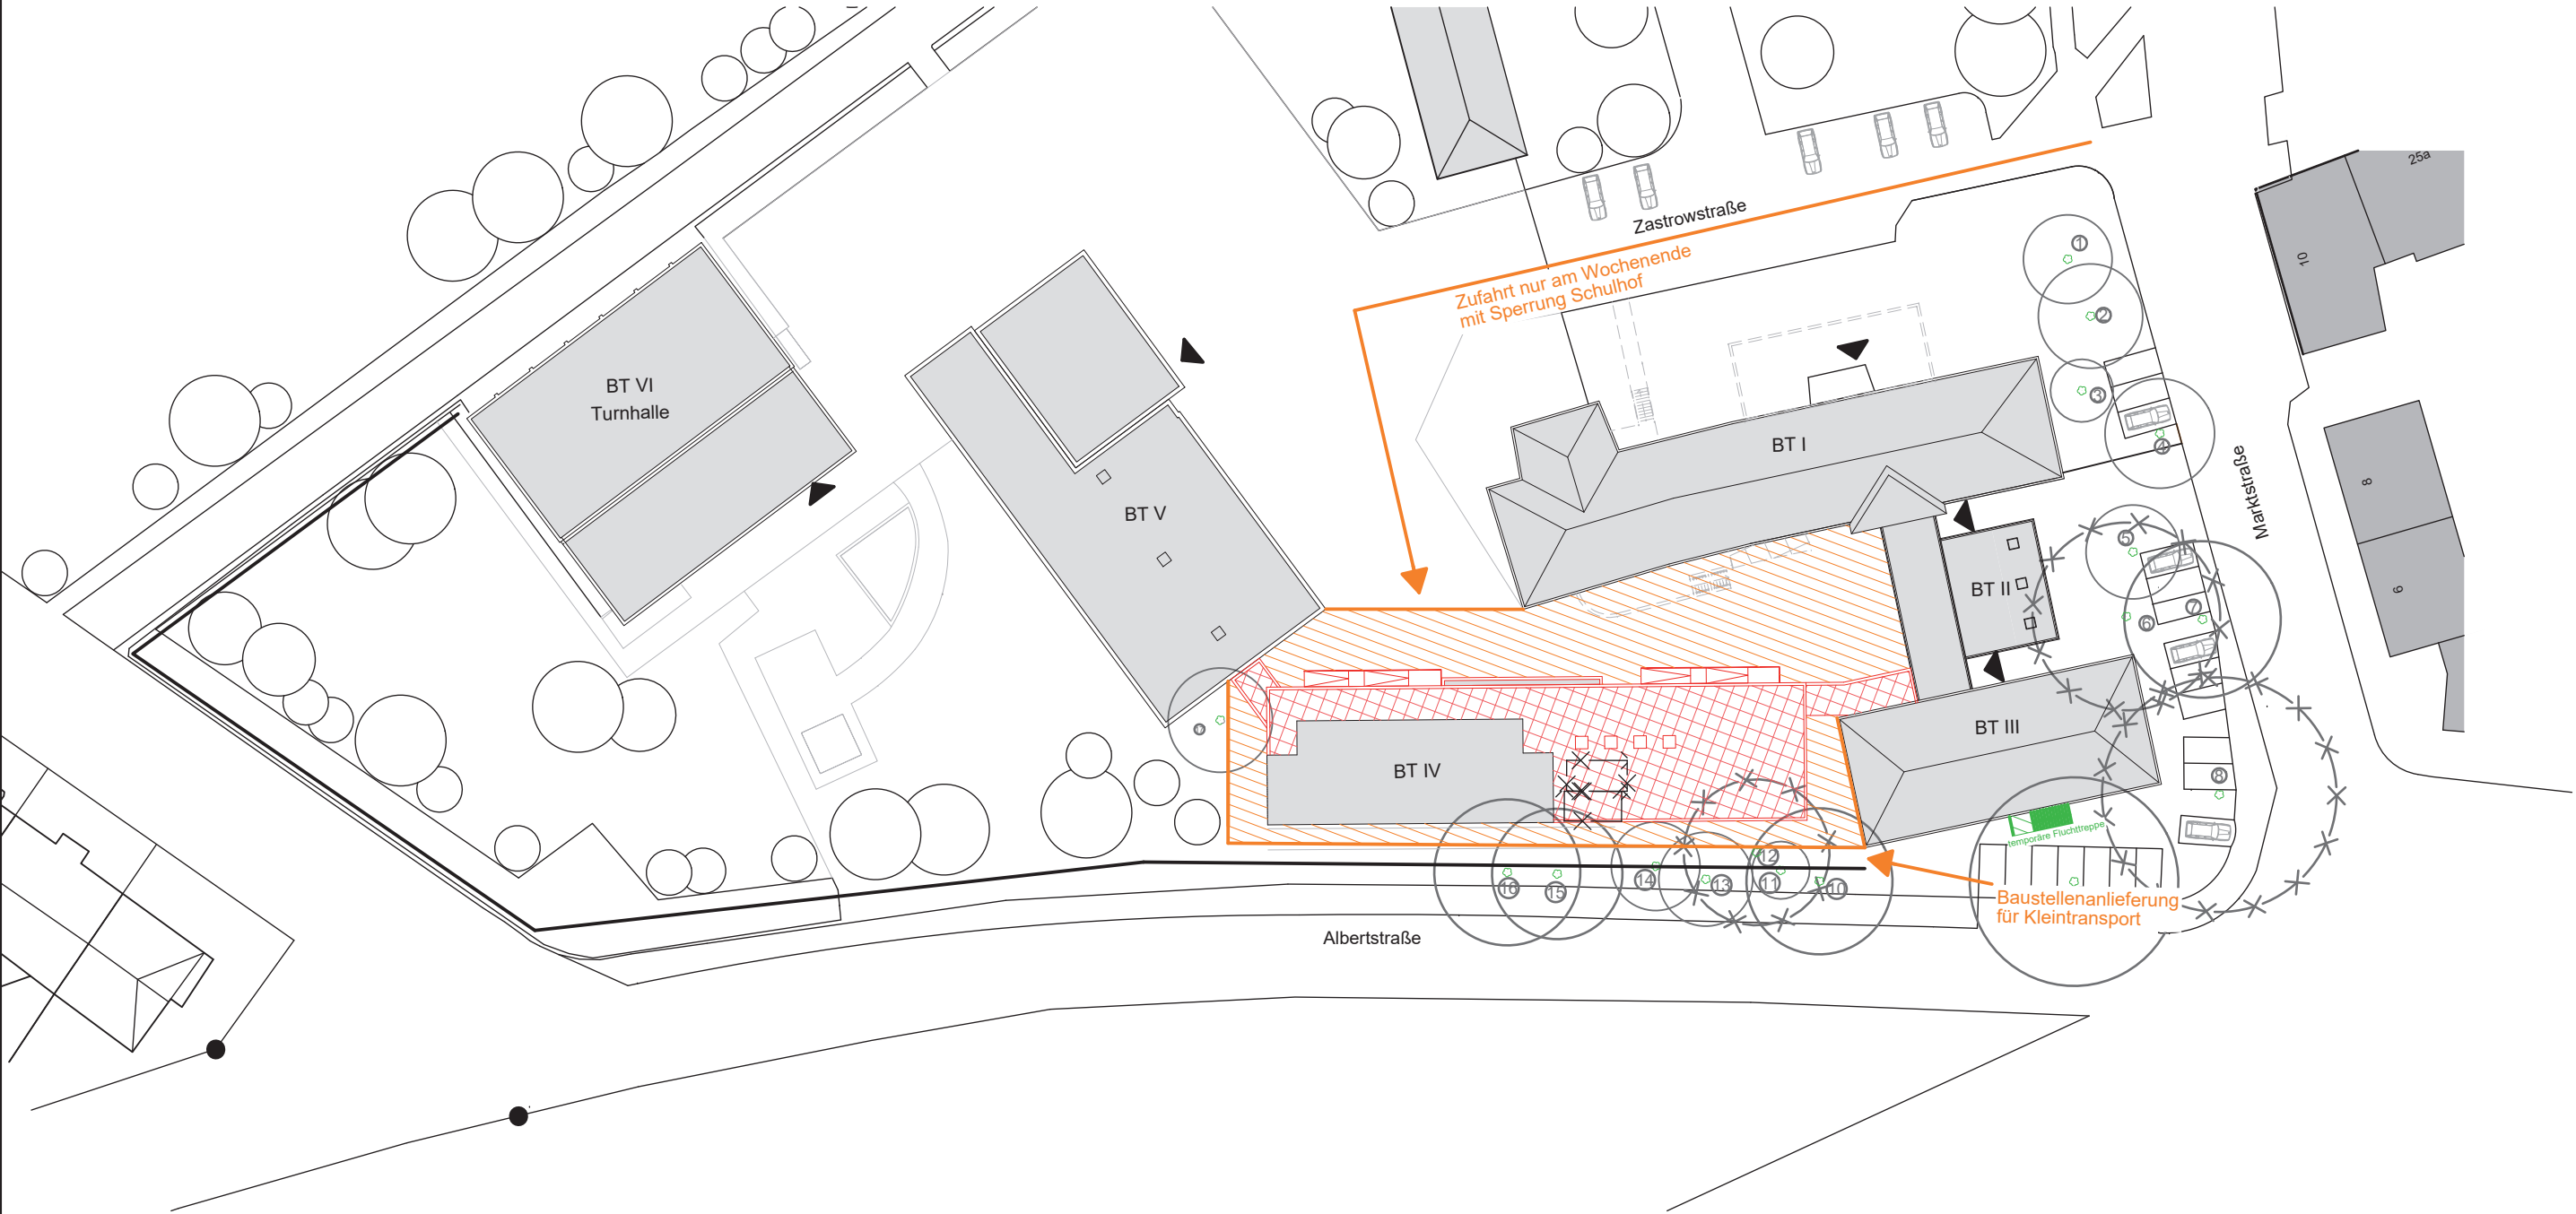 25a
10
Zastrowstraße
Zufahrt nur am Wochenende
mit Sperrung Schulhof
1
2
3
4
BT VI
Turnhalle
BT I
BT V
Marktstraße
8
6
5
BT II
7
6
BT III
BT IV
8
temporäre Fluchttreppe
16
15
14
13
12
11
10
Baustellenanlieferung
für Kleintransport
Albertstraße